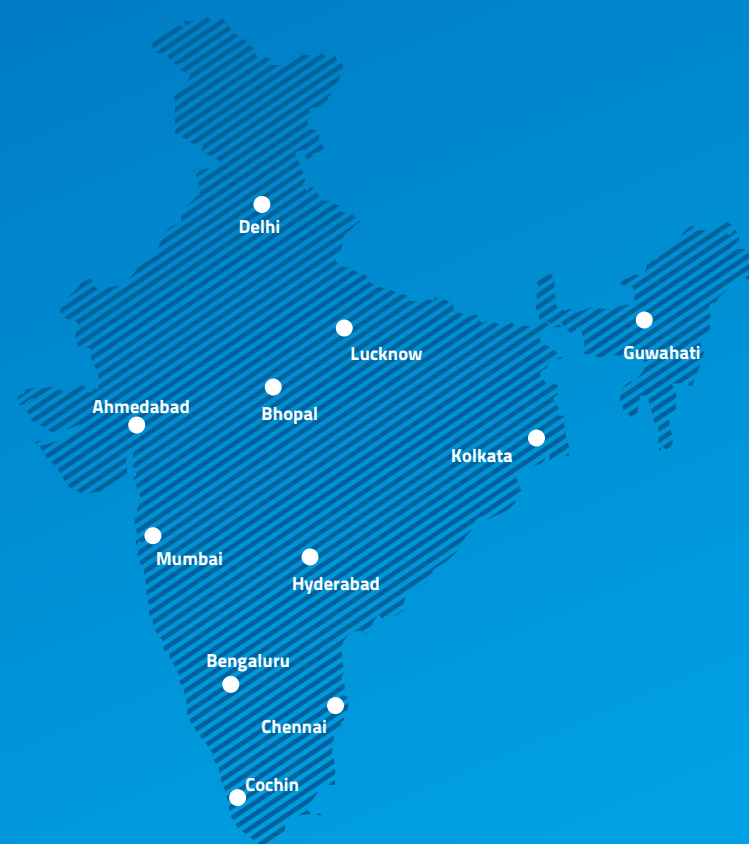 Delhi
Lucknow
Guwahati
Ahmedabad
Bhopal
Kolkata
Mumbai
Hyderabad
Bengaluru
Chennai
Cochin